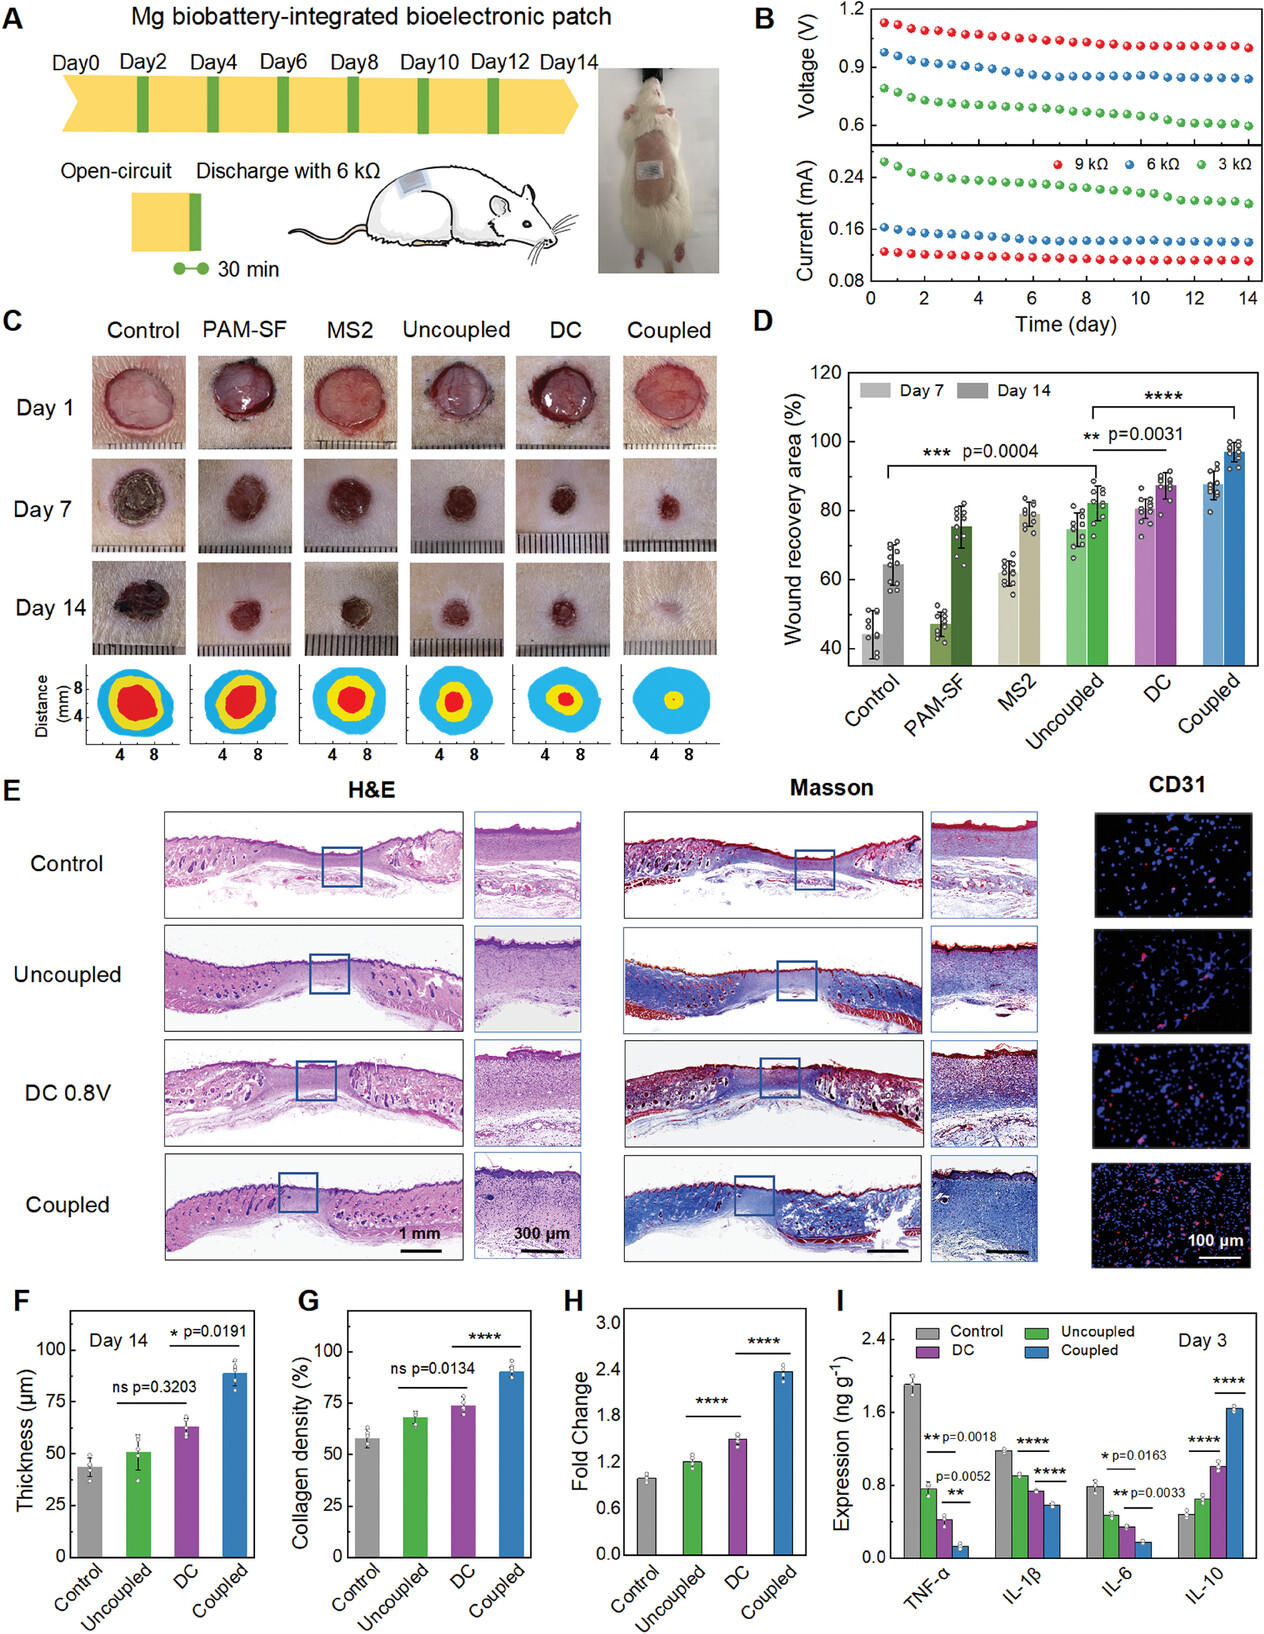 A
Mg biobattery-integrated bioelectronic patch
Day0 Day2 Day4 Day6 Day8 Day10 Day12 Day14
Open-circuit Discharge with 6 kΩ
30 min
B
Voltage (V)
1.2
0.9
0.6
Current (mA)
0.24
0.16
0.08
9 kΩ 6 kΩ 3 kΩ
0 2 4 6 8 10 12 14
Time (day)
C
Control PAM-SF MS2 Uncoupled DC Coupled
Day 1
Day 7
Day 14
Distance
(mm)
8
4
4 8 4 8 4 8 4 8 4 8 4 8
D
Wound recovery area (%)
120
100
80
60
40
Day 7 Day 14
****
** p=0.0031
*** p=0.0004
Control PAM-SF MS2 Uncoupled DC Coupled
E
H&E Masson CD31
Control
Uncoupled
DC 0.8V
Coupled
1 mm 300 µm 100 µm
F
Thickness (µm)
100
75
50
25
0
Day 14
* p=0.0191
ns p=0.3203
Control Uncoupled DC Coupled
G
Collagen density (%)
100
75
50
25
0
****
ns p=0.0134
Control Uncoupled DC Coupled
H
Fold Change
3.0
2.4
1.8
1.2
0.6
0.0
****
****
Control Uncoupled DC Coupled
I
Expression (ng g⁻¹)
2.4
1.6
0.8
0.0
Control Uncoupled
DC Coupled
Day 3
** p=0.0018
p=0.0052
**
****
****
* p=0.0163
** p=0.0033
****
****
TNF-α IL-1β IL-6 IL-10